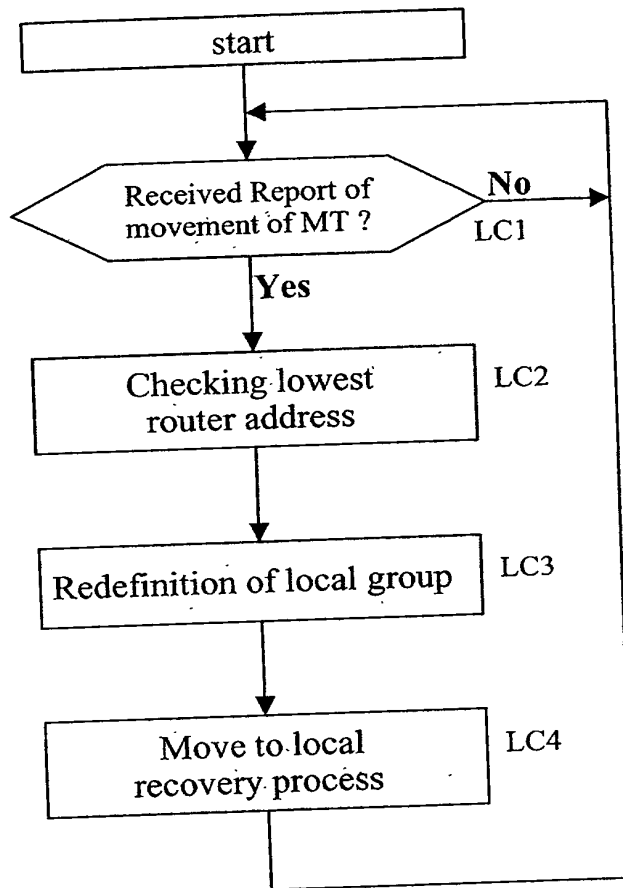 start
Received Report of
movement of MT ?
No
LC1
Yes
Checking lowest
router address
LC2
Redefinition of local group
LC3
Move to local
recovery process
LC4